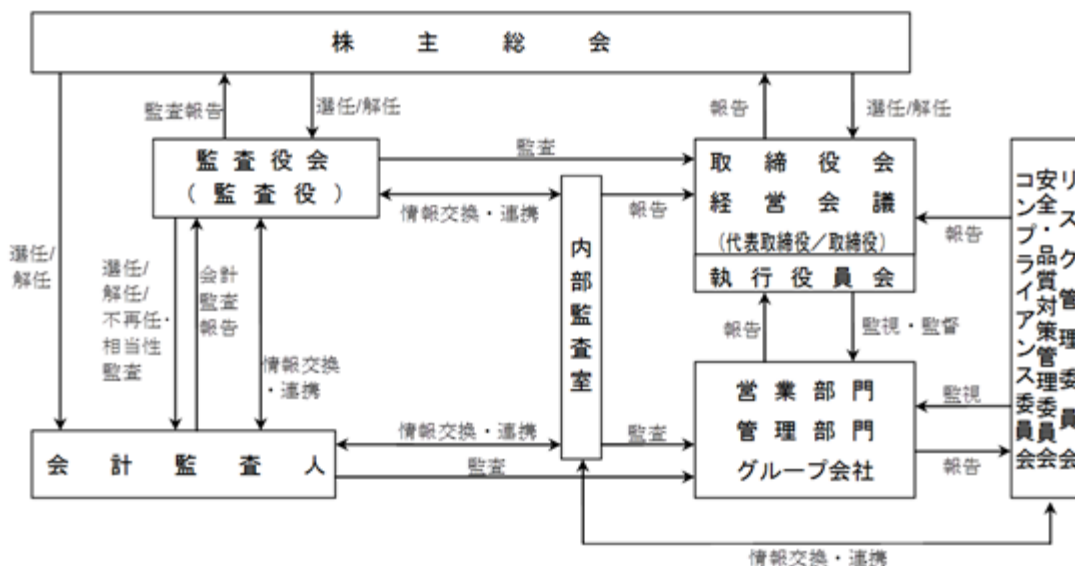 株主総会
監査報告
選任/解任
報告
選任/解任
監査役会
(監査役)
監査
取締役会
経営会議
(代表取締役/取締役)
執行役員会
情報交換・連携
報告
内部監査室
報告
リスク管理委員会
安全・品質対策管理委員会
コンプライアンス委員会
選任/
解任
選任/
解任/
不再任・
相当性
監査
会計
監査
報告
情報交換
・連携
報告
監視・監督
営業部門
管理部門
グループ会社
監視
報告
情報交換・連携
監査
会計監査人
監査
情報交換・連携